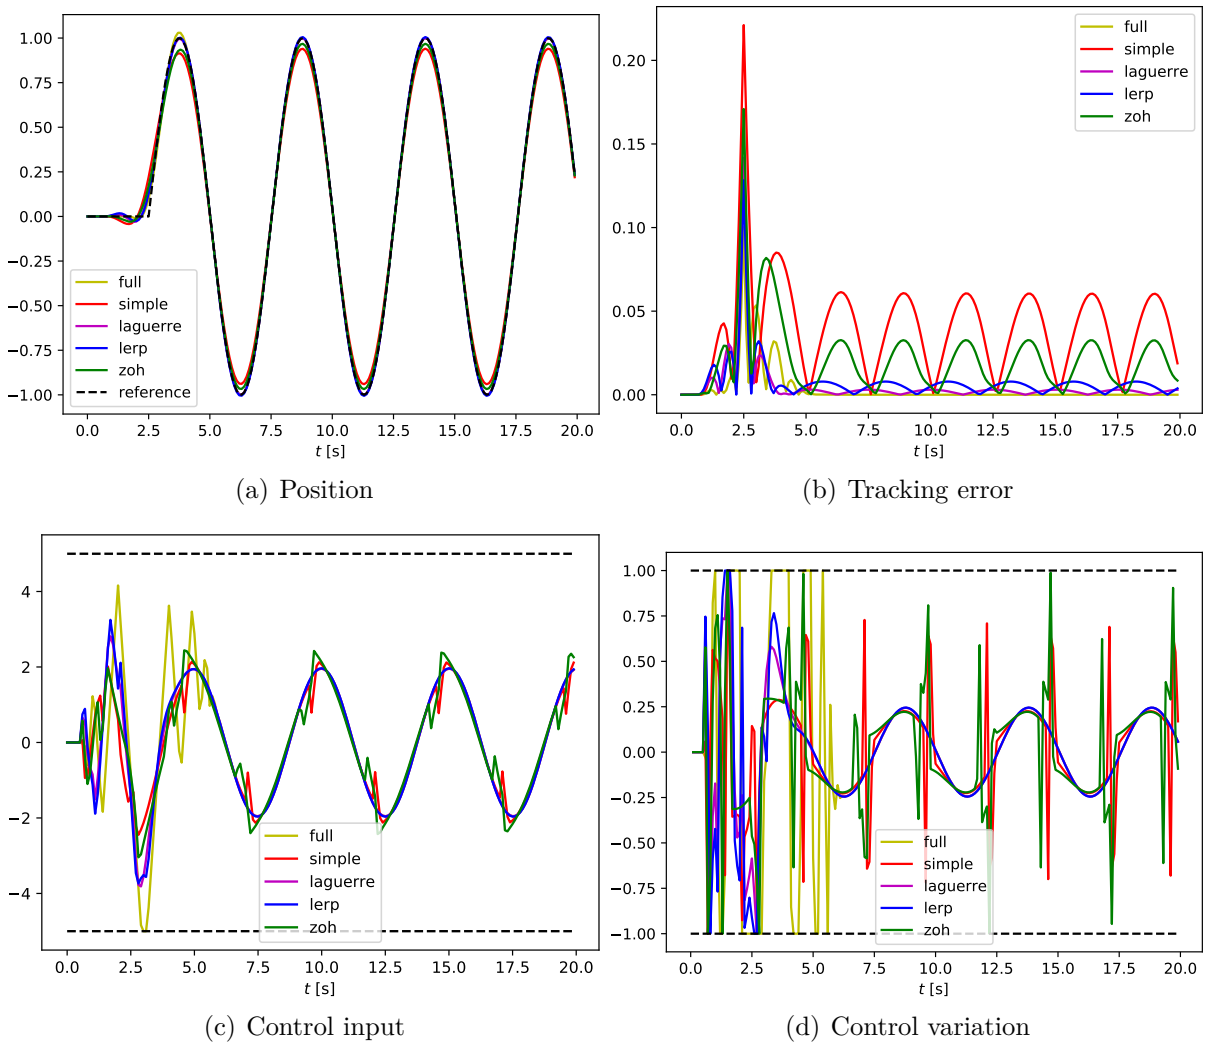 1.00
0.75
0.50
0.25
0.00
−0.25
−0.50
−0.75
−1.00
full
simple
laguerre
lerp
zoh
reference
0.0 2.5 5.0 7.5 10.0 12.5 15.0 17.5 20.0
t [s]
(a) Position
0.20
0.15
0.10
0.05
0.00
full
simple
laguerre
lerp
zoh
0.0 2.5 5.0 7.5 10.0 12.5 15.0 17.5 20.0
t [s]
(b) Tracking error
4
2
0
−2
−4
full
simple
laguerre
lerp
zoh
0.0 2.5 5.0 7.5 10.0 12.5 15.0 17.5 20.0
t [s]
(c) Control input
1.00
0.75
0.50
0.25
0.00
−0.25
−0.50
−0.75
−1.00
full
simple
laguerre
lerp
zoh
0.0 2.5 5.0 7.5 10.0 12.5 15.0 17.5 20.0
t [s]
(d) Control variation